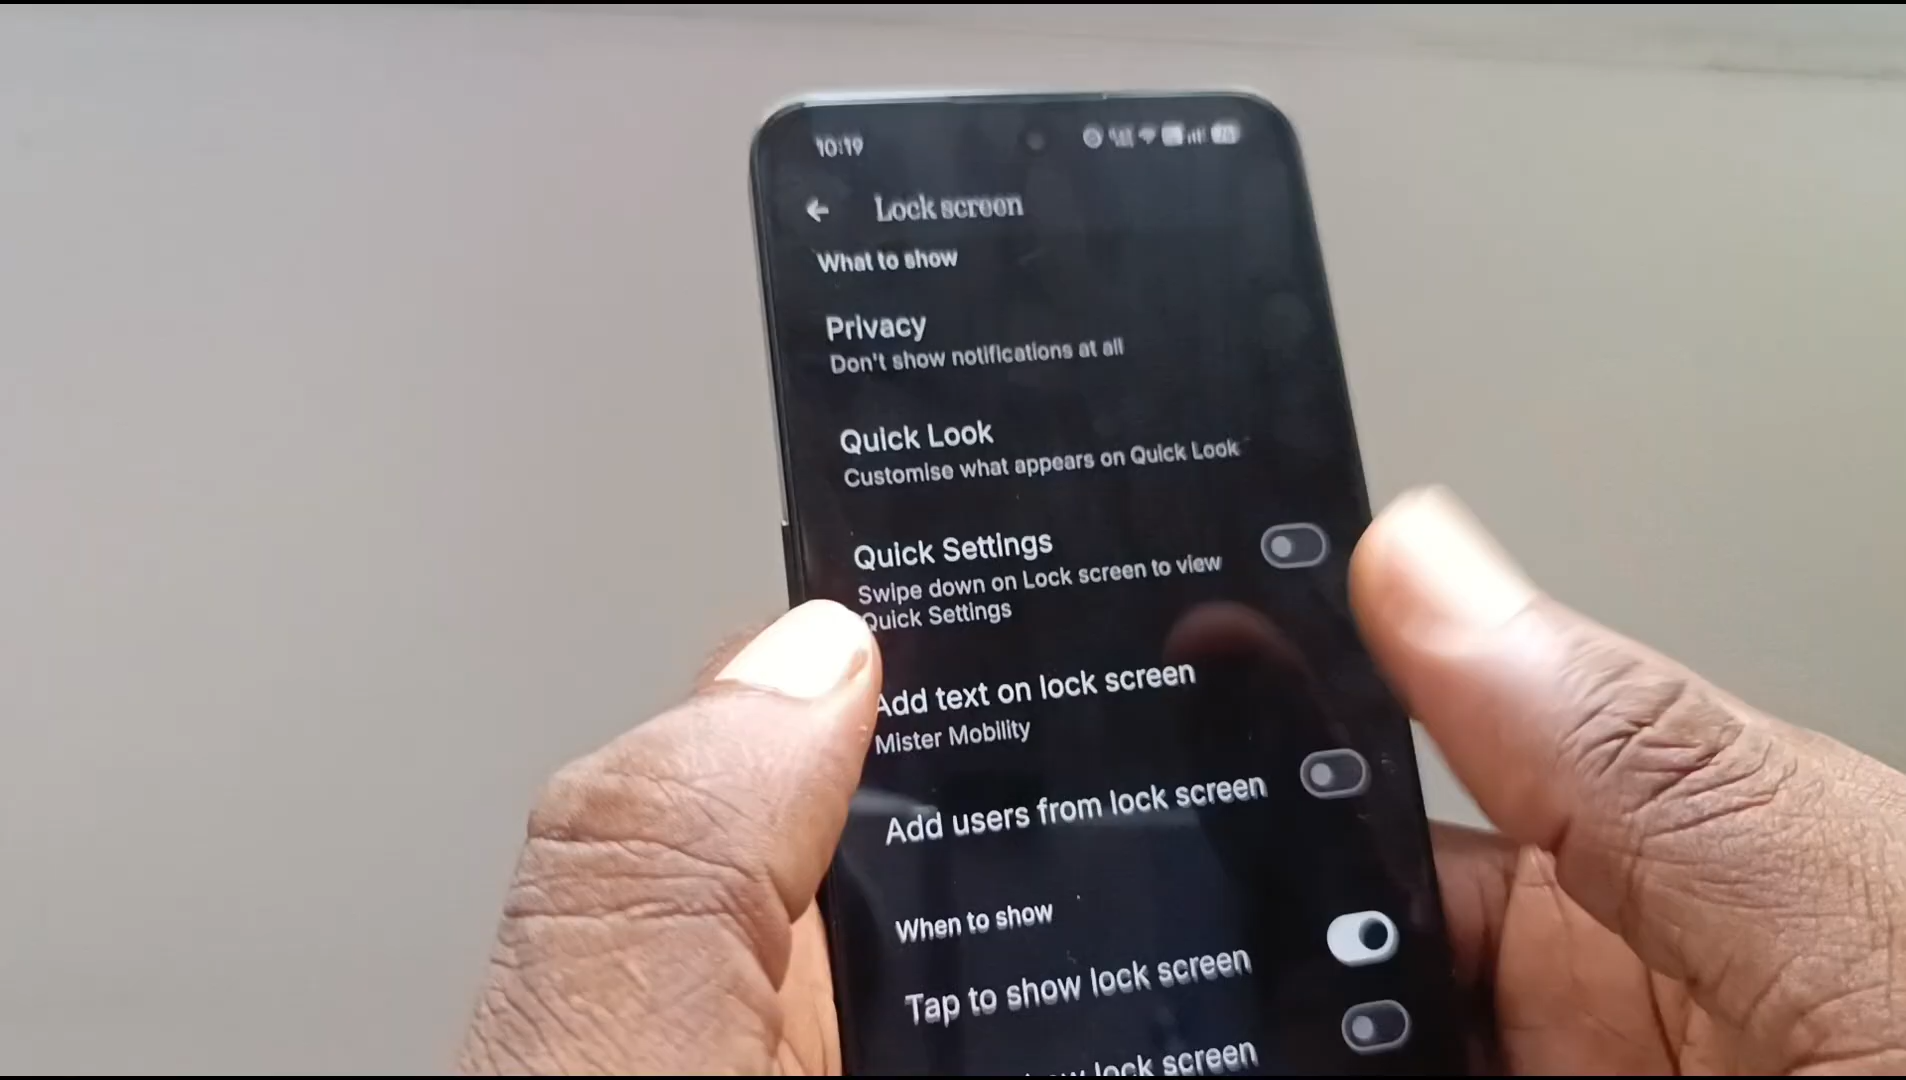 10:19
Lock screen
What to show
Privacy
Don't show notifications at all
Quick Look
Customise what appears on Quick Look
Quick Settings
Swipe down on Lock screen to view
Quick Settings
Add text on lock screen
Mister Mobility
Add users from lock screen
When to show
Tap to show lock screen
lock screen